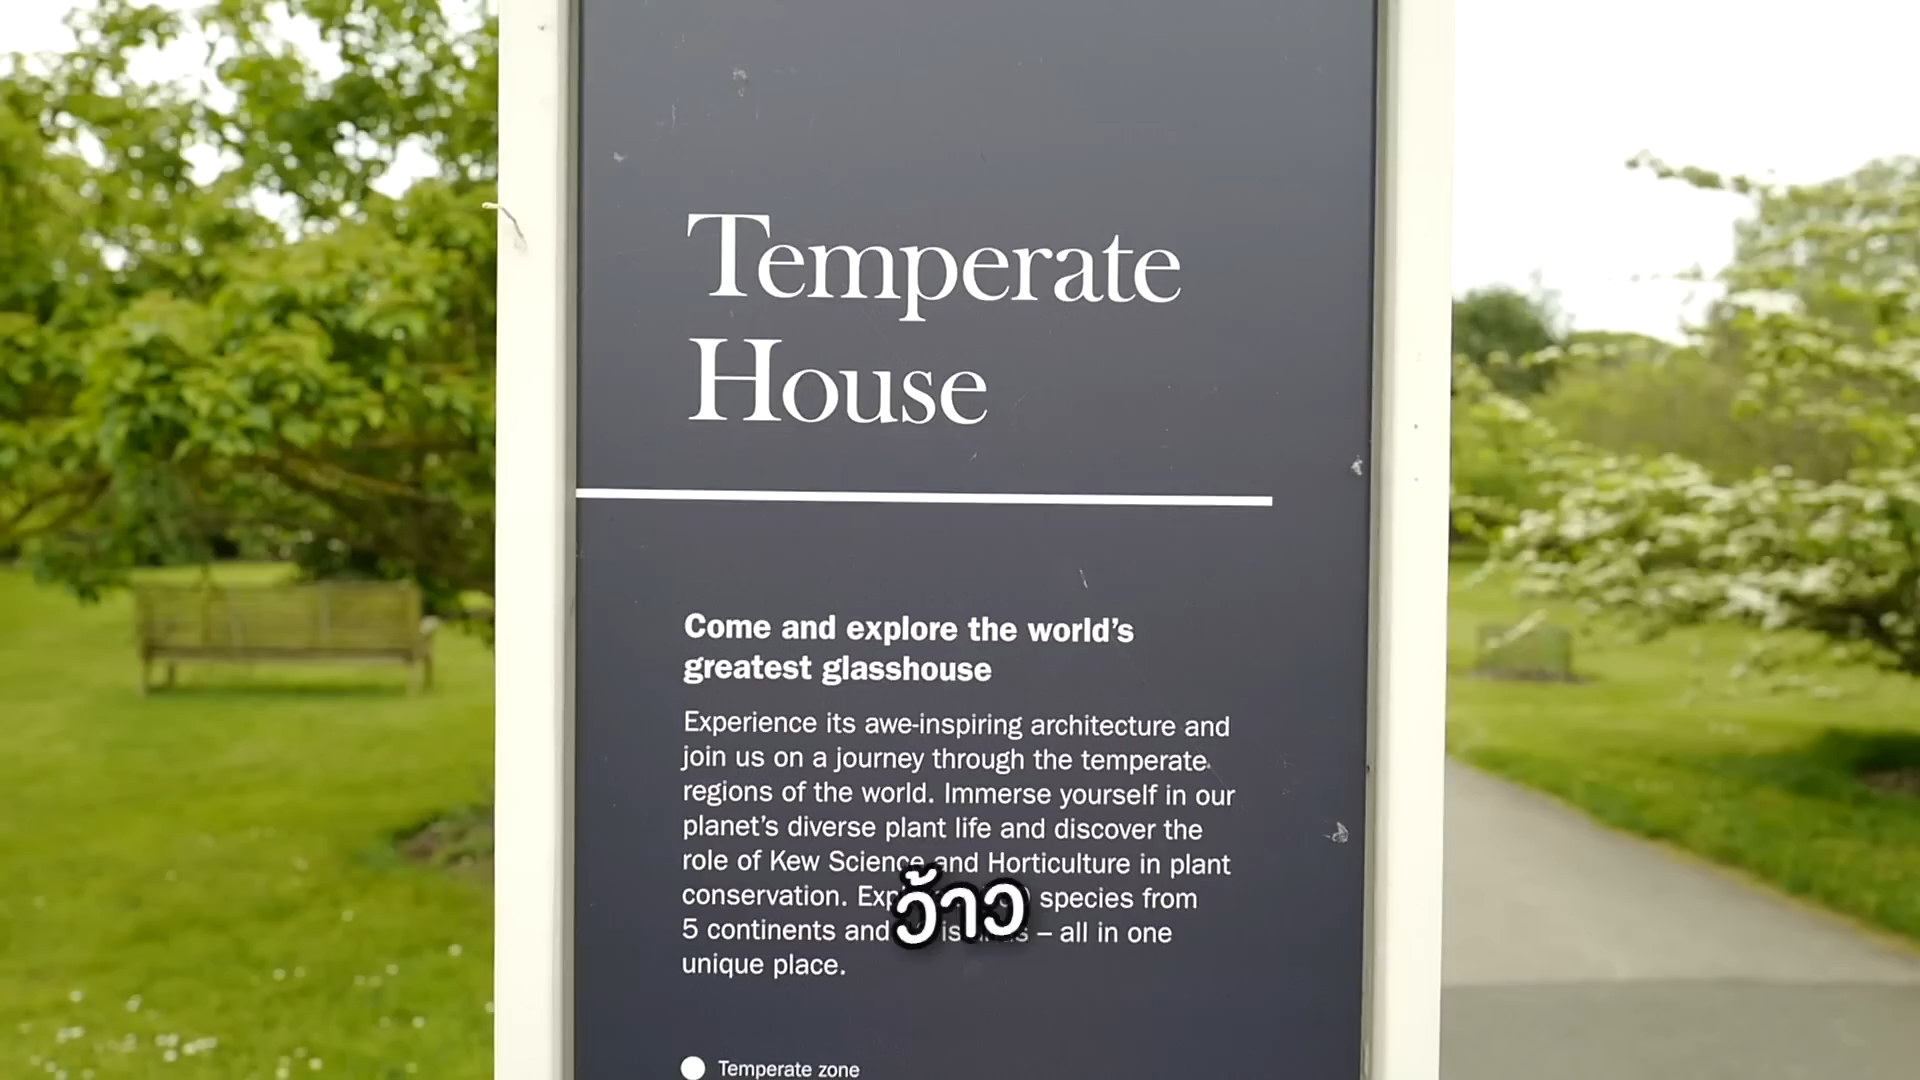 Temperate
House
Come and explore the world's
greatest glasshouse
Experience its awe-inspiring architecture and
join us on a journey through the temperate
regions of the world. Immerse yourself in our
planet's diverse plant life and discover the
role of Kew Science and Horticulture in plant
conservation. species from
5 continents and – all in one
unique place.
ว้าว
Temperate zone